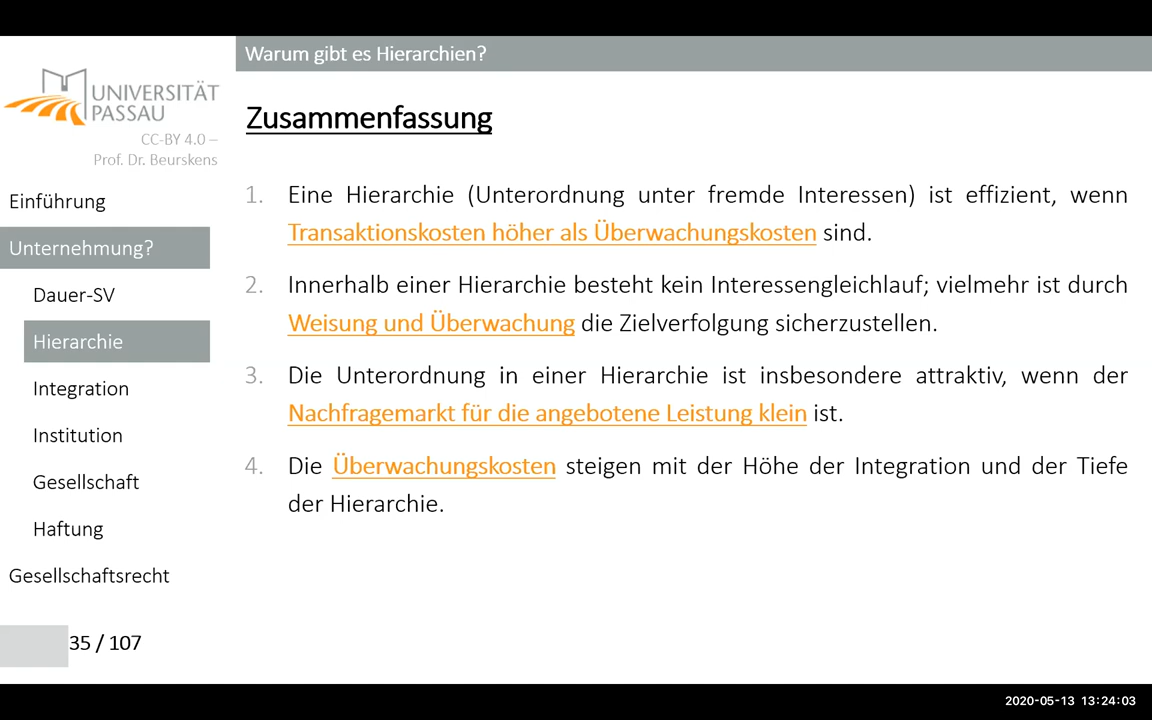 Warum gibt es Hierarchien?
UNIVERSITÄT
PASSAU
CC-BY 4.0 –
Prof. Dr. Beurskens
Einführung
Unternehmung?
Dauer-SV
Hierarchie
Integration
Institution
Gesellschaft
Haftung
Gesellschaftsrecht
35 / 107
Zusammenfassung
1. Eine Hierarchie (Unterordnung unter fremde Interessen) ist effizient, wenn
Transaktionskosten höher als Überwachungskosten sind.
2. Innerhalb einer Hierarchie besteht kein Interessengleichlauf; vielmehr ist durch
Weisung und Überwachung die Zielverfolgung sicherzustellen.
3. Die Unterordnung in einer Hierarchie ist insbesondere attraktiv, wenn der
Nachfragemarkt für die angebotene Leistung klein ist.
4. Die Überwachungskosten steigen mit der Höhe der Integration und der Tiefe
der Hierarchie.
2020-05-13 13:24:03